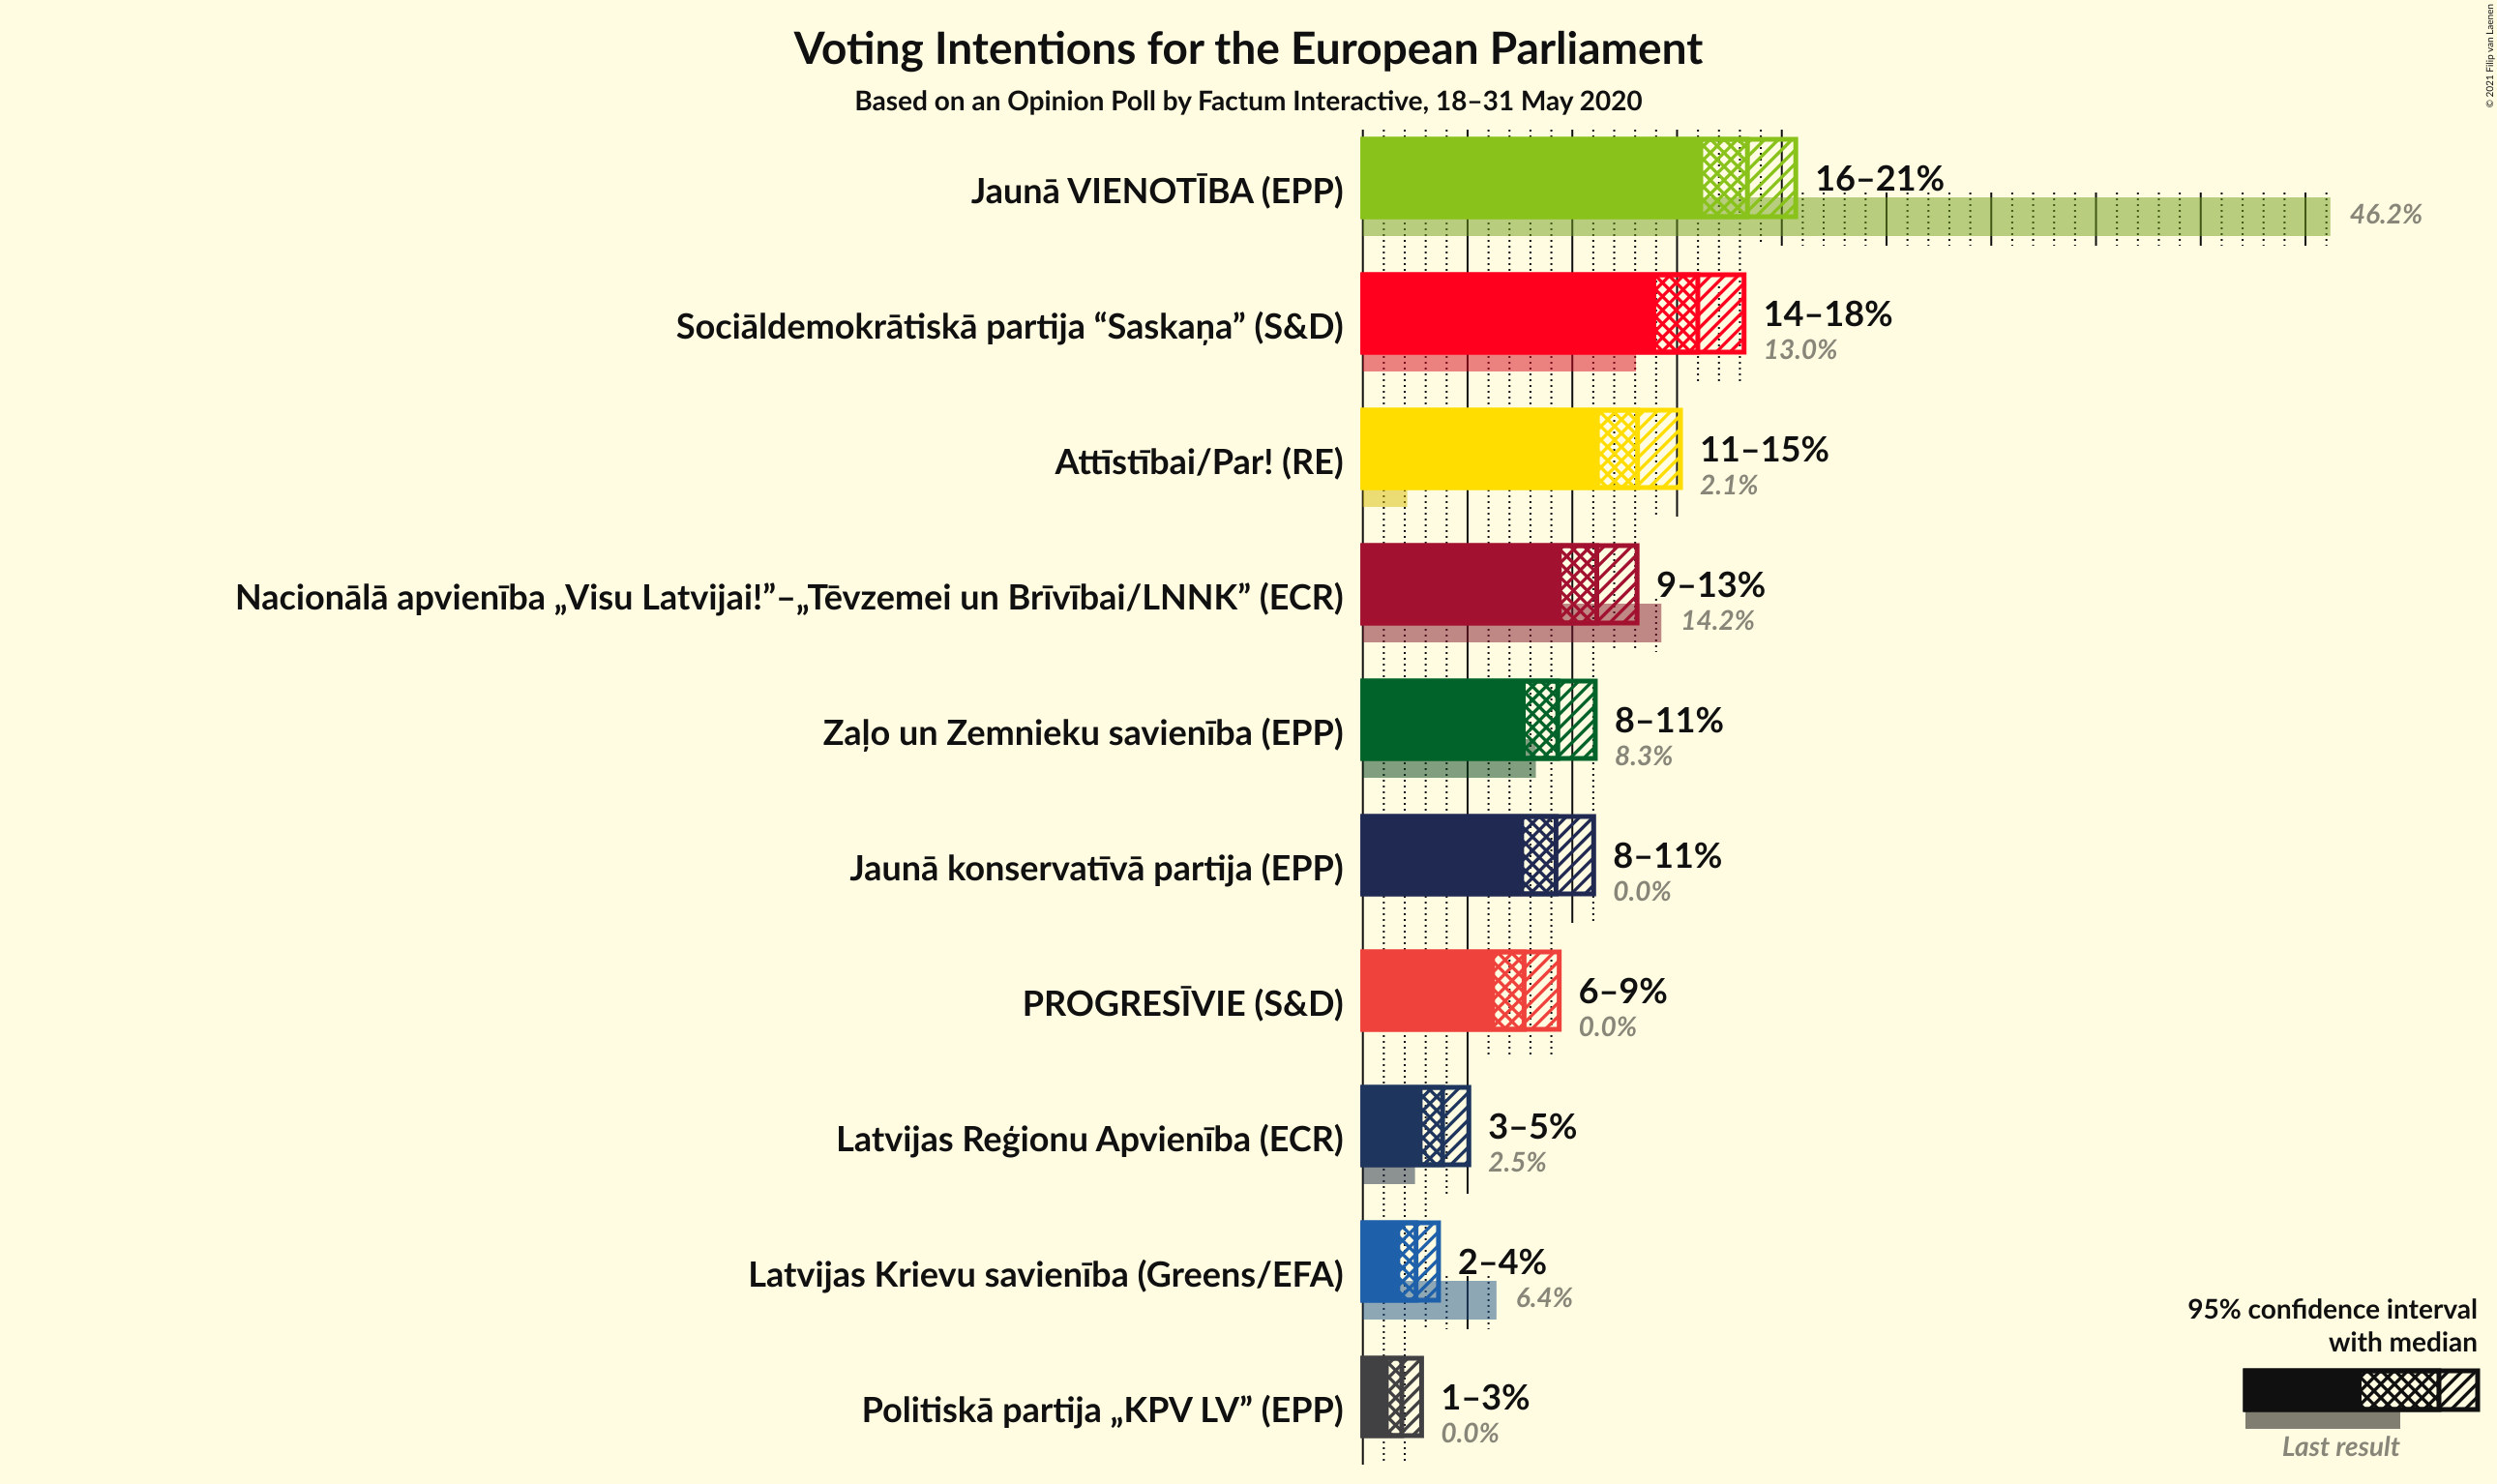 Voting Intentions for the European Parliament
Based on an Opinion Poll by Factum Interactive, 18–31 May 2020
© 2021 Filip van Laenen
Jaunā VIENOTĪBA (EPP)
16–21%
46.2%
Sociāldemokrātiskā partija “Saskaņa” (S&D)
14–18%
13.0%
Attīstībai/Par! (RE)
11–15%
2.1%
Nacionālā apvienība „Visu Latvijai!”–„Tēvzemei un Brīvībai/LNNK” (ECR)
9–13%
14.2%
Zaļo un Zemnieku savienība (EPP)
8–11%
8.3%
Jaunā konservatīvā partija (EPP)
8–11%
0.0%
PROGRESĪVIE (S&D)
6–9%
0.0%
Latvijas Reģionu Apvienība (ECR)
3–5%
2.5%
Latvijas Krievu savienība (Greens/EFA)
2–4%
6.4%
Politiskā partija „KPV LV” (EPP)
1–3%
0.0%
95% confidence interval
with median
Last result